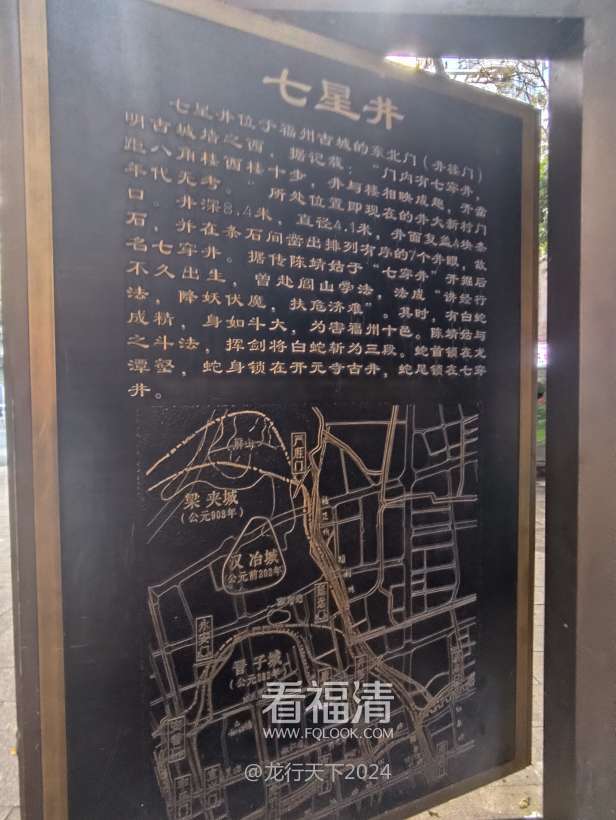 七星井
七星井位于福州古城的东北门（井楼门）
明古城墙之西，据记载：“门内有七穿井，
距八角楼西楼十步，井与楼相映成趣，开凿
年代无考。”所处位置即现在的井大新村门
口。井深8.4米，直径4.1米，井面复盖4块条
石，并在条石间凿出排列有序的7个井眼，故
名七穿井。据传陈靖姑于“七穿井”开掘后
不久出生，曾赴闾山学法，法成“讲经行
法，降妖伏魔，扶危济难”。其时，有白蛇
成精，身如斗大，为害福州十邑。陈靖姑与
之斗法，挥剑将白蛇斩为三段。蛇首锁在龙
潭壑，蛇身锁在开元寺古井，蛇尾锁在七穿
井。
屏山
严胜门
梁夹城
（公元908年）
汉冶城
（公元前202年）
晋子城
看福清
WWW.FQLOOK.COM
@龙行天下2024